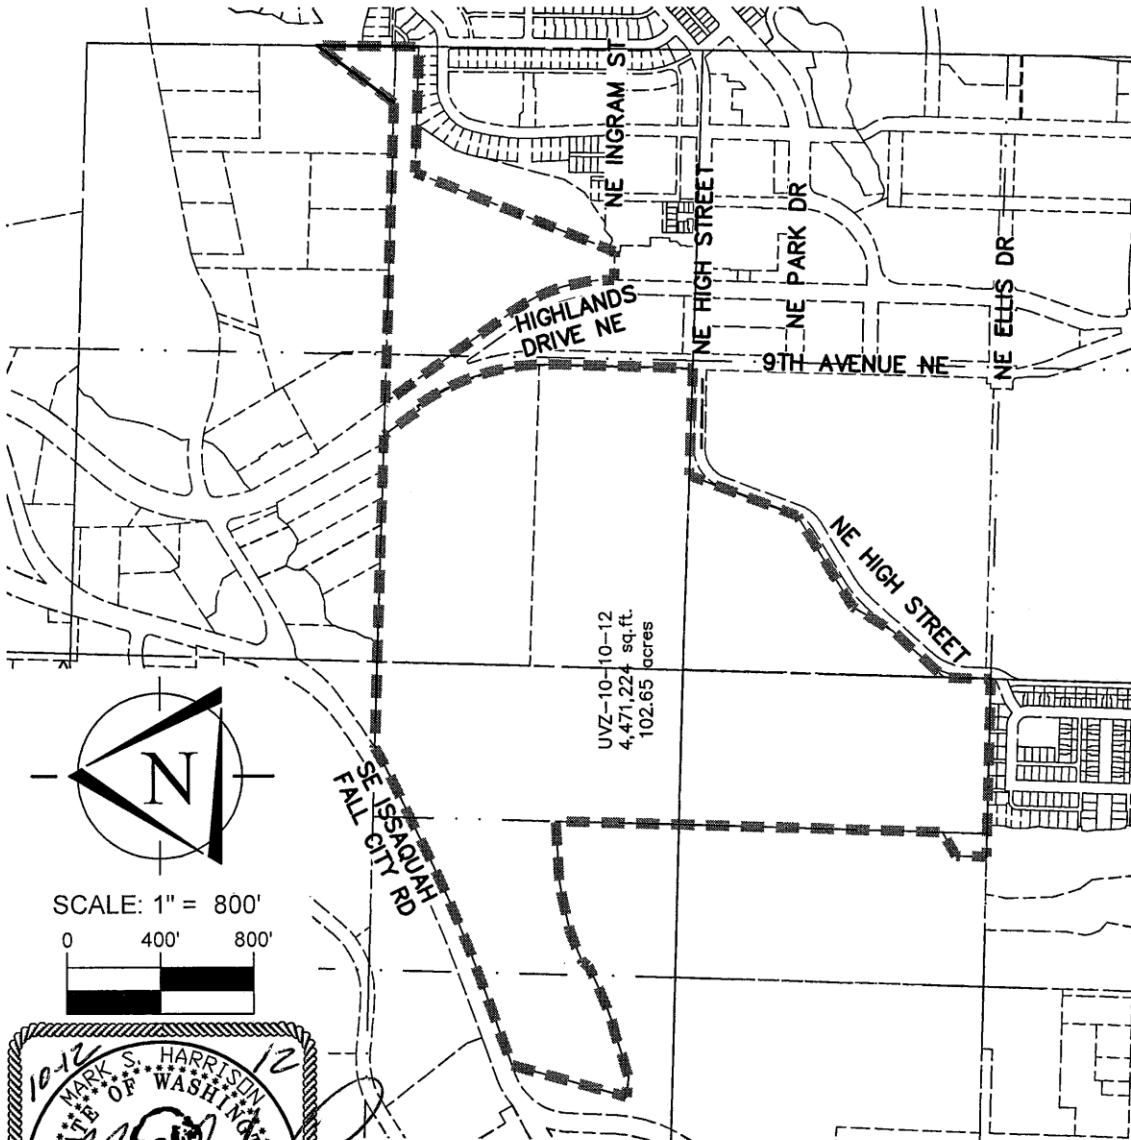 NE INGRAM ST
NE HIGH STREET
NE PARK DR
NE ELLIS DR
HIGHLANDS
DRIVE NE
9TH AVENUE NE
NE HIGH STREET
UVZ-10-10-12
4,471,224 sq.ft.
102.65 acres
N
SE ISSAQUAH
FALL CITY RD
SCALE: 1" = 800'
0 400' 800'
10-12 12
MARK S. HARRISON
OF WASHING